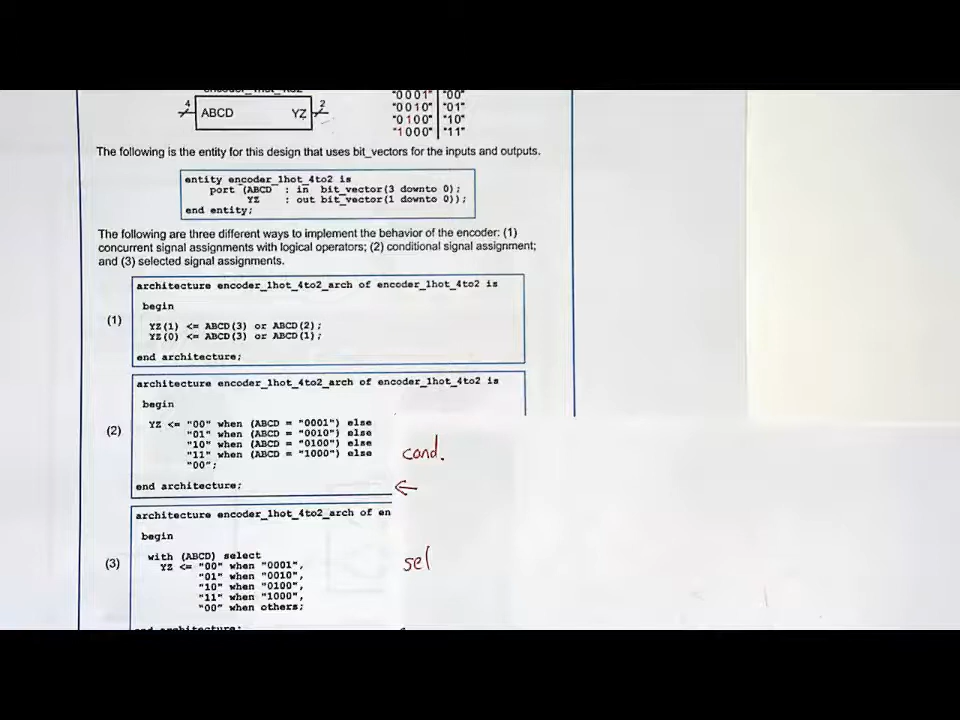 4
ABCD YZ
2
"0001" "00"
"0010" "01"
"0100" "10"
"1000" "11"
The following is the entity for this design that uses bit_vectors for the inputs and outputs.
entity encoder_1hot_4to2 is
port (ABCD : in bit_vector(3 downto 0);
YZ : out bit_vector(1 downto 0));
end entity;
The following are three different ways to implement the behavior of the encoder: (1)
concurrent signal assignments with logical operators; (2) conditional signal assignment;
and (3) selected signal assignments.
architecture encoder_1hot_4to2_arch of encoder_1hot_4to2 is
begin
(1)
YZ(1) <= ABCD(3) or ABCD(2);
YZ(0) <= ABCD(3) or ABCD(1);
end architecture;
architecture encoder_1hot_4to2_arch of encoder_1hot_4to2 is
begin
(2)
YZ <= "00" when (ABCD = "0001") else
"01" when (ABCD = "0010") else
"10" when (ABCD = "0100") else
"11" when (ABCD = "1000") else
"00";
cond.
end architecture;
architecture encoder_1hot_4to2_arch of en
begin
(3)
with (ABCD) select
YZ <= "00" when "0001",
"01" when "0010",
"10" when "0100",
"11" when "1000",
"00" when others;
sel
end architecture;